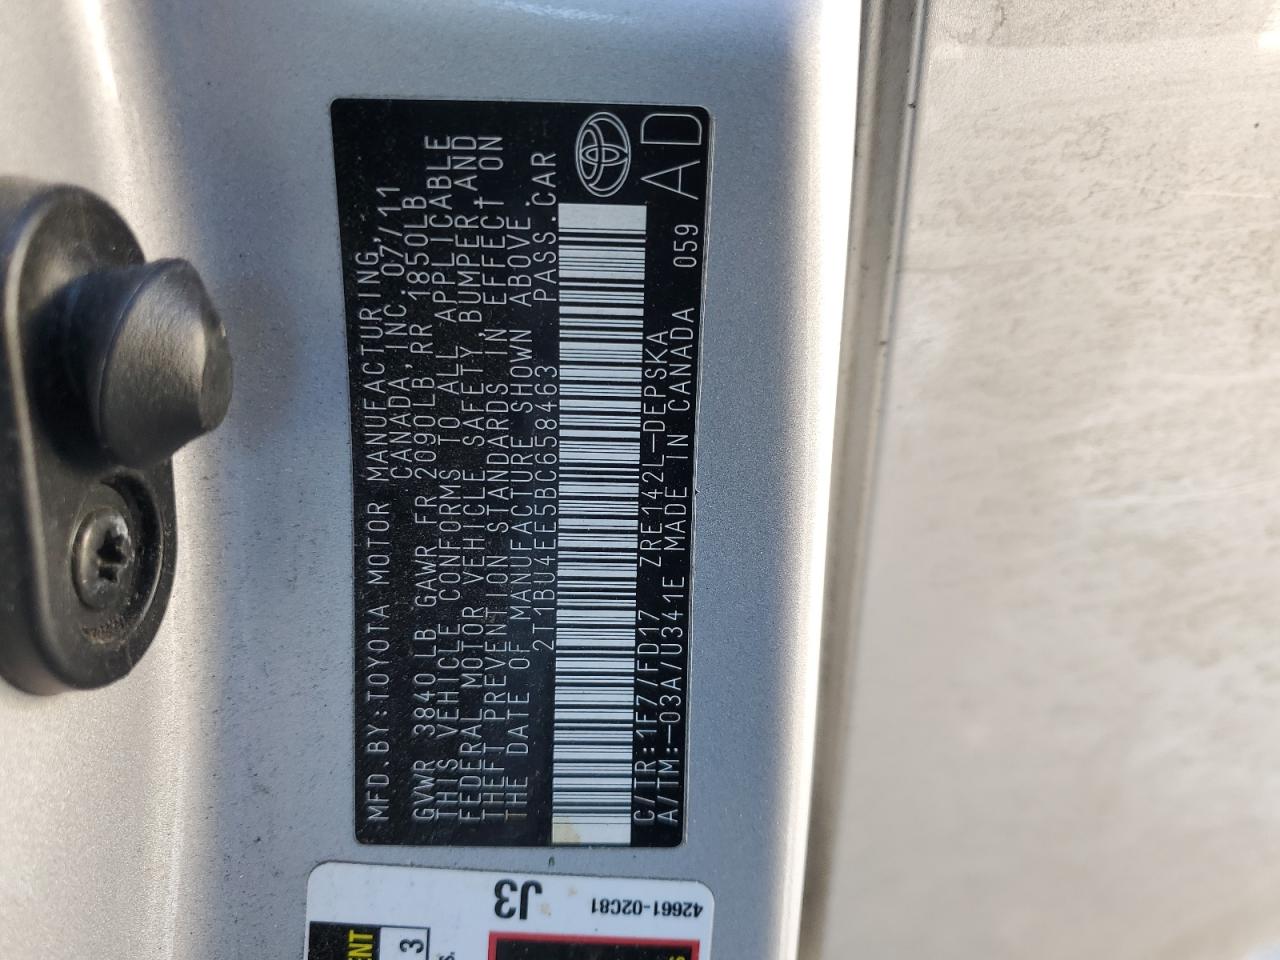 MFD.BY:TOYOTA MOTOR MANUFACTURING,
CANADA,INC. 07/11
GVWR 3840LB GAWR FR 2090LB,RR 1850LB
THIS VEHICLE CONFORMS TO ALL APPLICABLE
FEDERAL MOTOR VEHICLE SAFETY,BUMPER,AND
THEFT PREVENTION STANDARDS IN EFFECT ON
THE DATE OF MANUFACTURE SHOWN ABOVE.
2T1BU4EE5BC658463 PASS.CAR
C/TR:1F7/FD17 ZRE142L-DEPSKA
A/TM:-03A/U341E MADE IN CANADA 059
AD
J3
42661-02C81
3